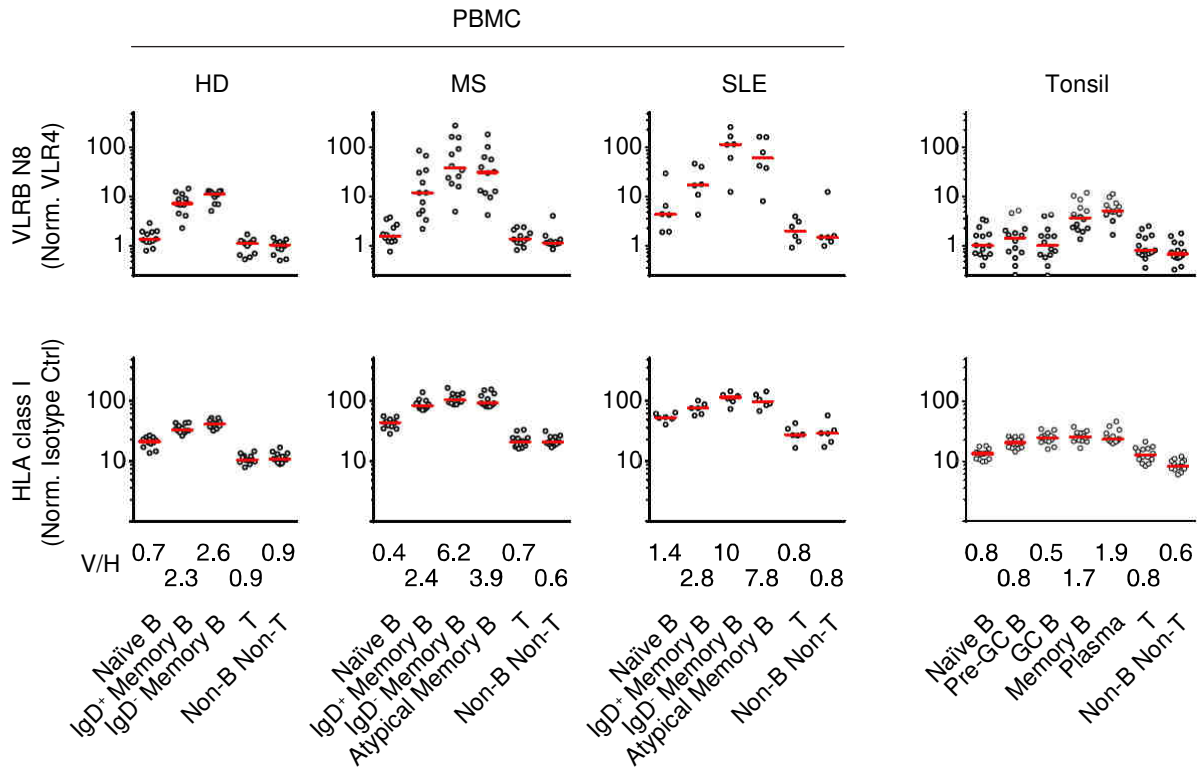 PBMC
HD MS SLE Tonsil
VLRB N8
(Norm. VLR4)
100 100 100 100
10 10 10 10
1 1 1 1
HLA class I
(Norm. Isotype Ctrl)
100 100 100 100
10 10 10 10
V/H
0.7 2.6 0.9 0.4 6.2 0.7 1.4 10 0.8 0.8 0.5 1.9 0.6
2.3 0.9 2.4 3.9 0.6 2.8 7.8 0.8 0.8 1.7 0.8
Naïve B
IgD+ Memory B
IgD- Memory B
T
Non-B Non-T
Naïve B
IgD+ Memory B
IgD- Memory B
Atypical Memory B
T
Non-B Non-T
Naïve B
IgD+ Memory B
IgD- Memory B
Atypical Memory B
T
Non-B Non-T
Naïve B
Pre-GC B
GC B
Memory B
Plasma
T
Non-B Non-T